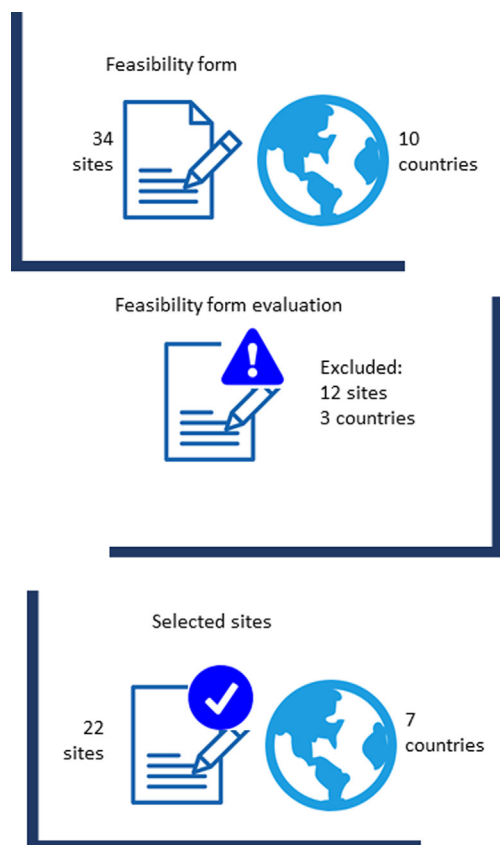 Feasibility form
34
sites
10
countries
Feasibility form evaluation
Excluded:
12 sites
3 countries
Selected sites
22
sites
7
countries